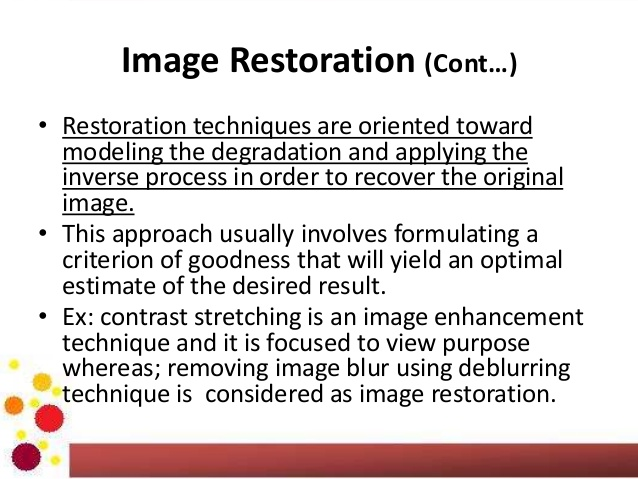 Image Restoration (Cont…)
• Restoration techniques are oriented toward
modeling the degradation and applying the
inverse process in order to recover the original
image.
• This approach usually involves formulating a
criterion of goodness that will yield an optimal
estimate of the desired result.
• Ex: contrast stretching is an image enhancement
technique and it is focused to view purpose
whereas; removing image blur using deblurring
technique is  considered as image restoration.